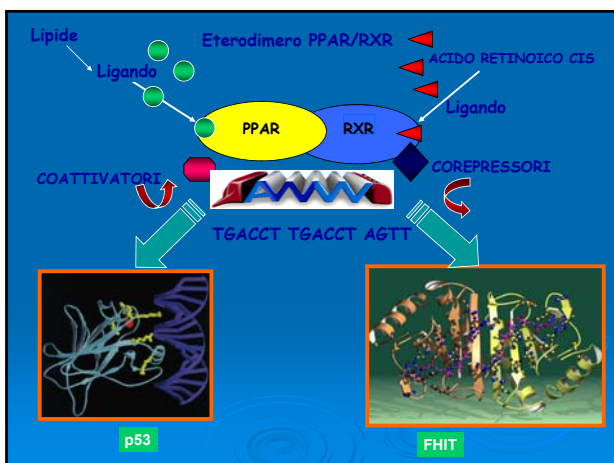 Lipide
Eterodimero PPAR/RXR
Ligando
ACIDO RETINOICO CIS
Ligando
PPAR
RXR
COATTIVATORI
COREPRESSORI
TGACCT TGACCT AGTT
p53
FHIT